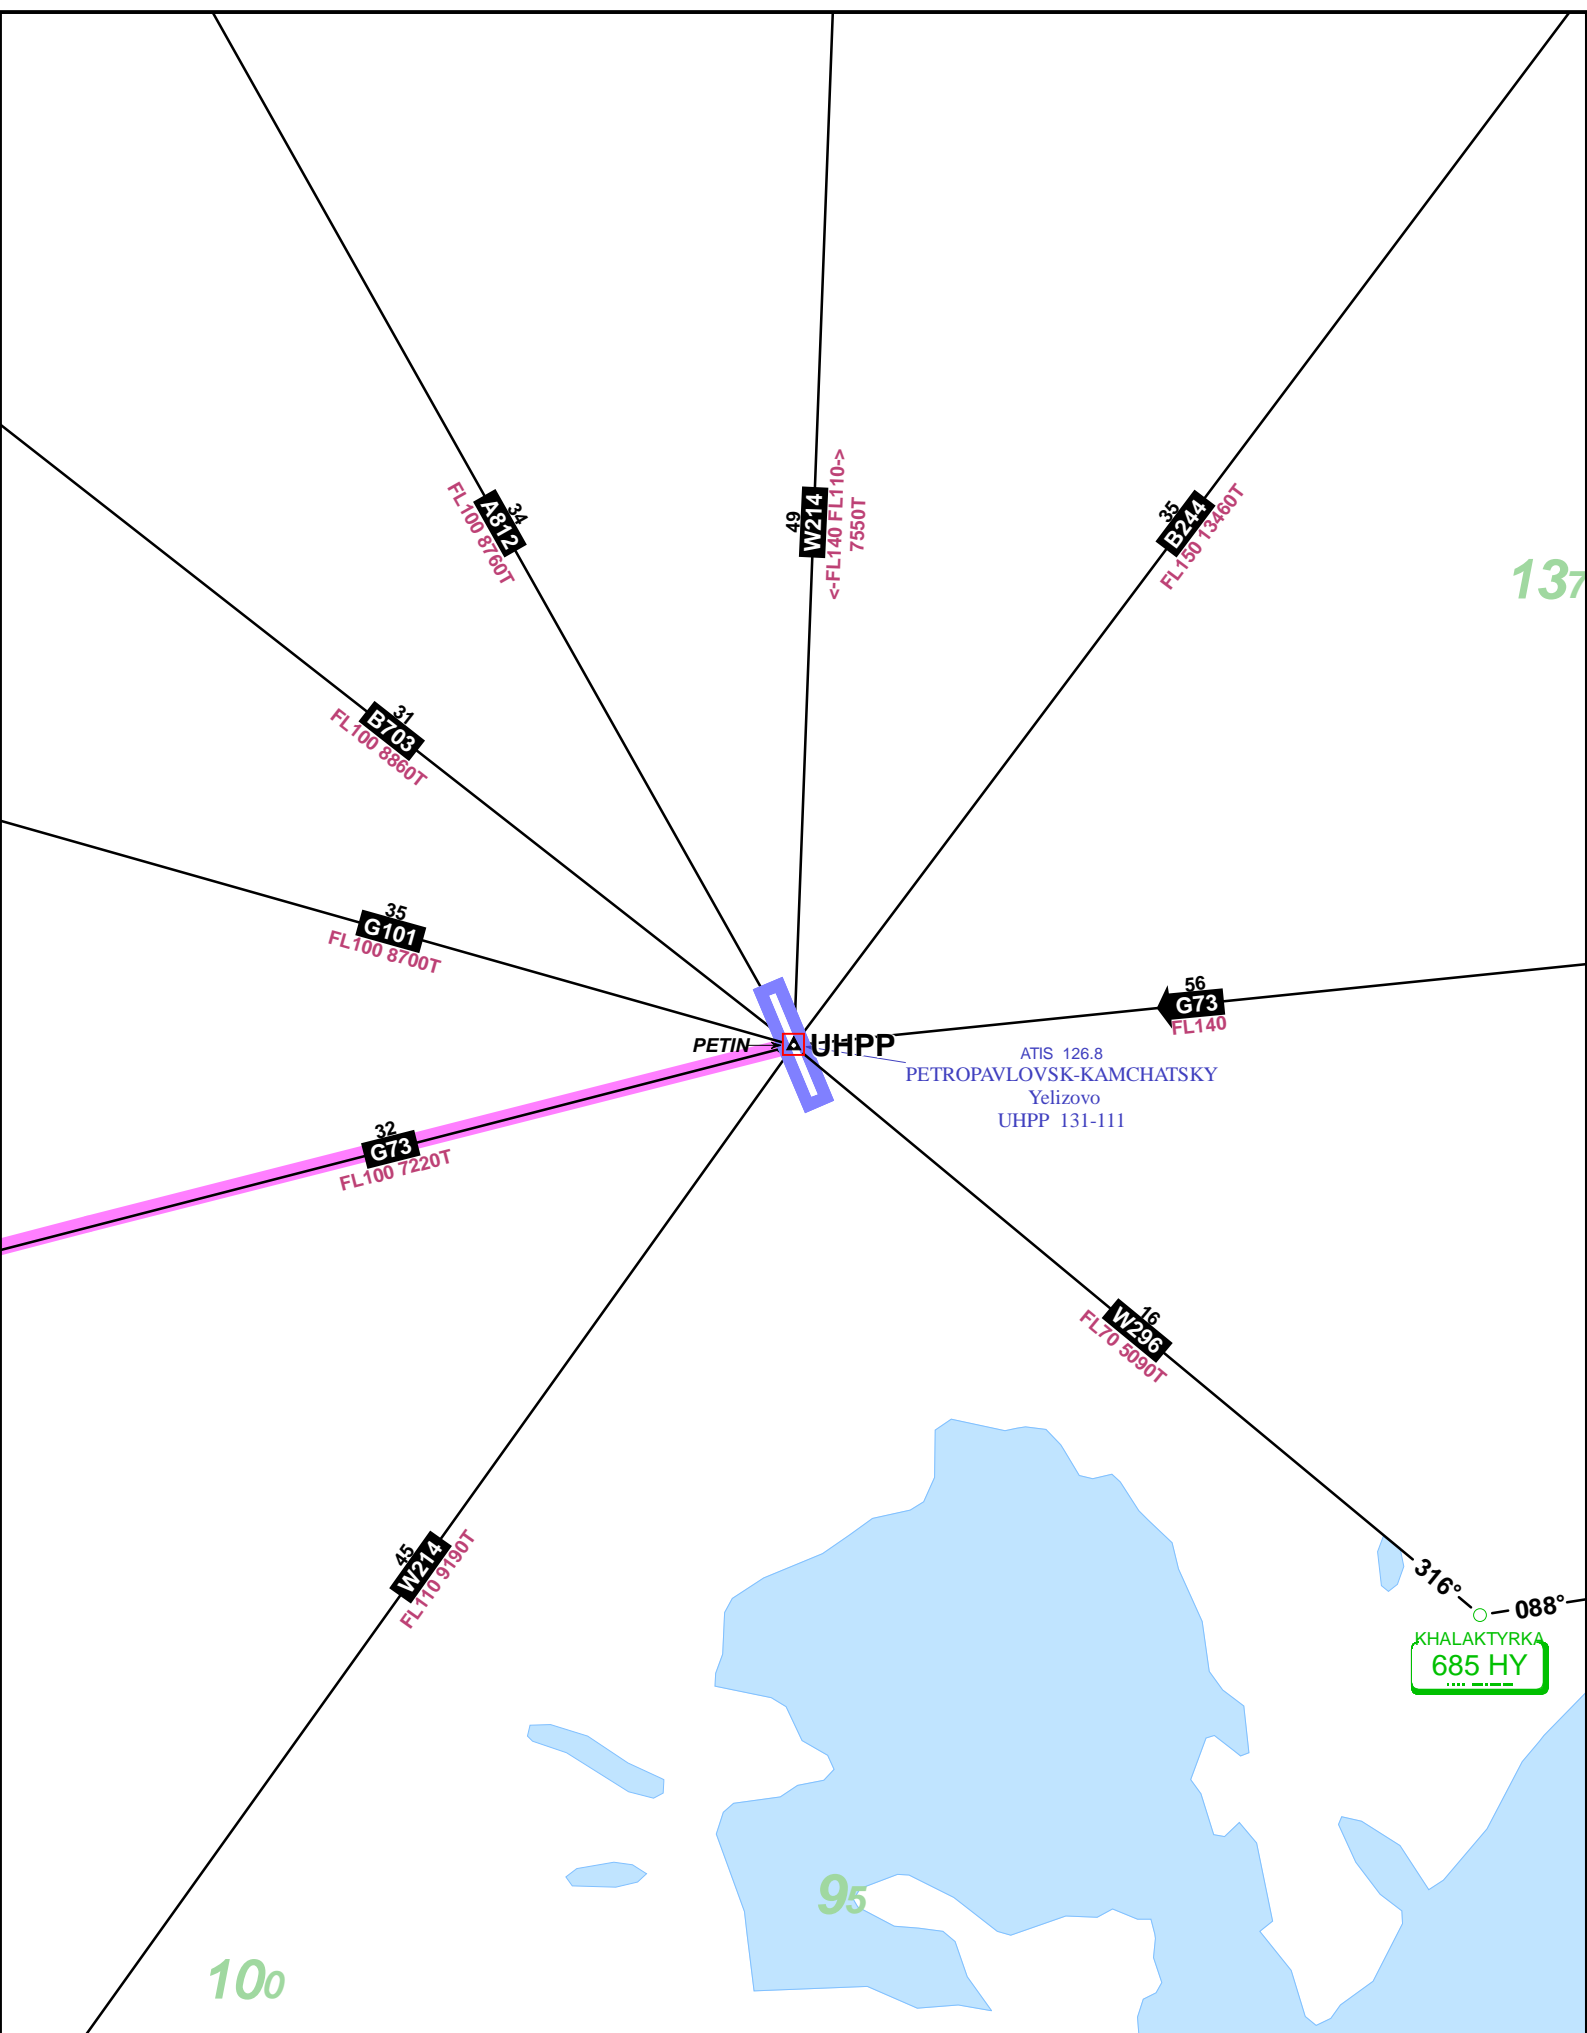 34
A812
FL100 8760T
49
W214
<-FL140 FL110->
7550T
35
B244
FL150 13460T
137
31
B703
FL100 8860T
35
G101
FL100 8700T
56
G73
FL140
PETIN
UHPP
ATIS 126.8
PETROPAVLOVSK-KAMCHATSKY
Yelizovo
UHPP 131-111
32
G73
FL100 7220T
16
W296
FL70 5090T
45
W214
FL110 9190T
316°
088°
KHALAKTYRKA
685 HY
95
100